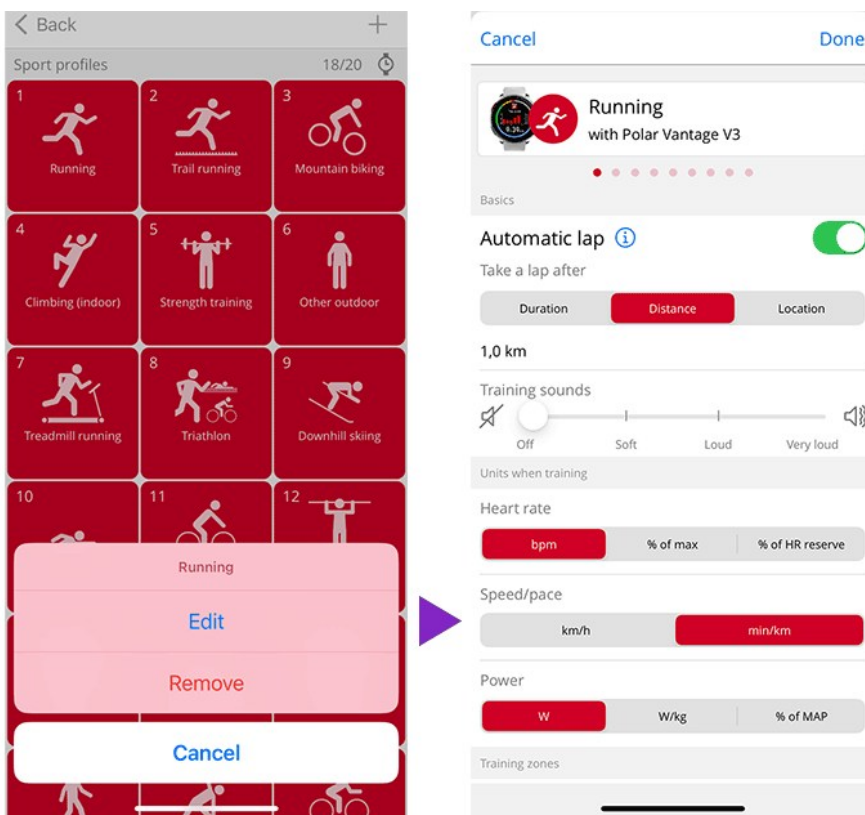 Back
Sport profiles 18/20
1 2 3
Running Trail running Mountain biking
4 5 6
Climbing (indoor) Strength training Other outdoor
7 8 9
Treadmill running Triathlon Downhill skiing
10 11 12
Running
Edit
Remove
Cancel
Cancel Done
Running
with Polar Vantage V3
Basics
Automatic lap
Take a lap after
Duration Distance Location
1,0 km
Training sounds
Off Soft Loud Very loud
Units when training
Heart rate
bpm % of max % of HR reserve
Speed/pace
km/h min/km
Power
W W/kg % of MAP
Training zones